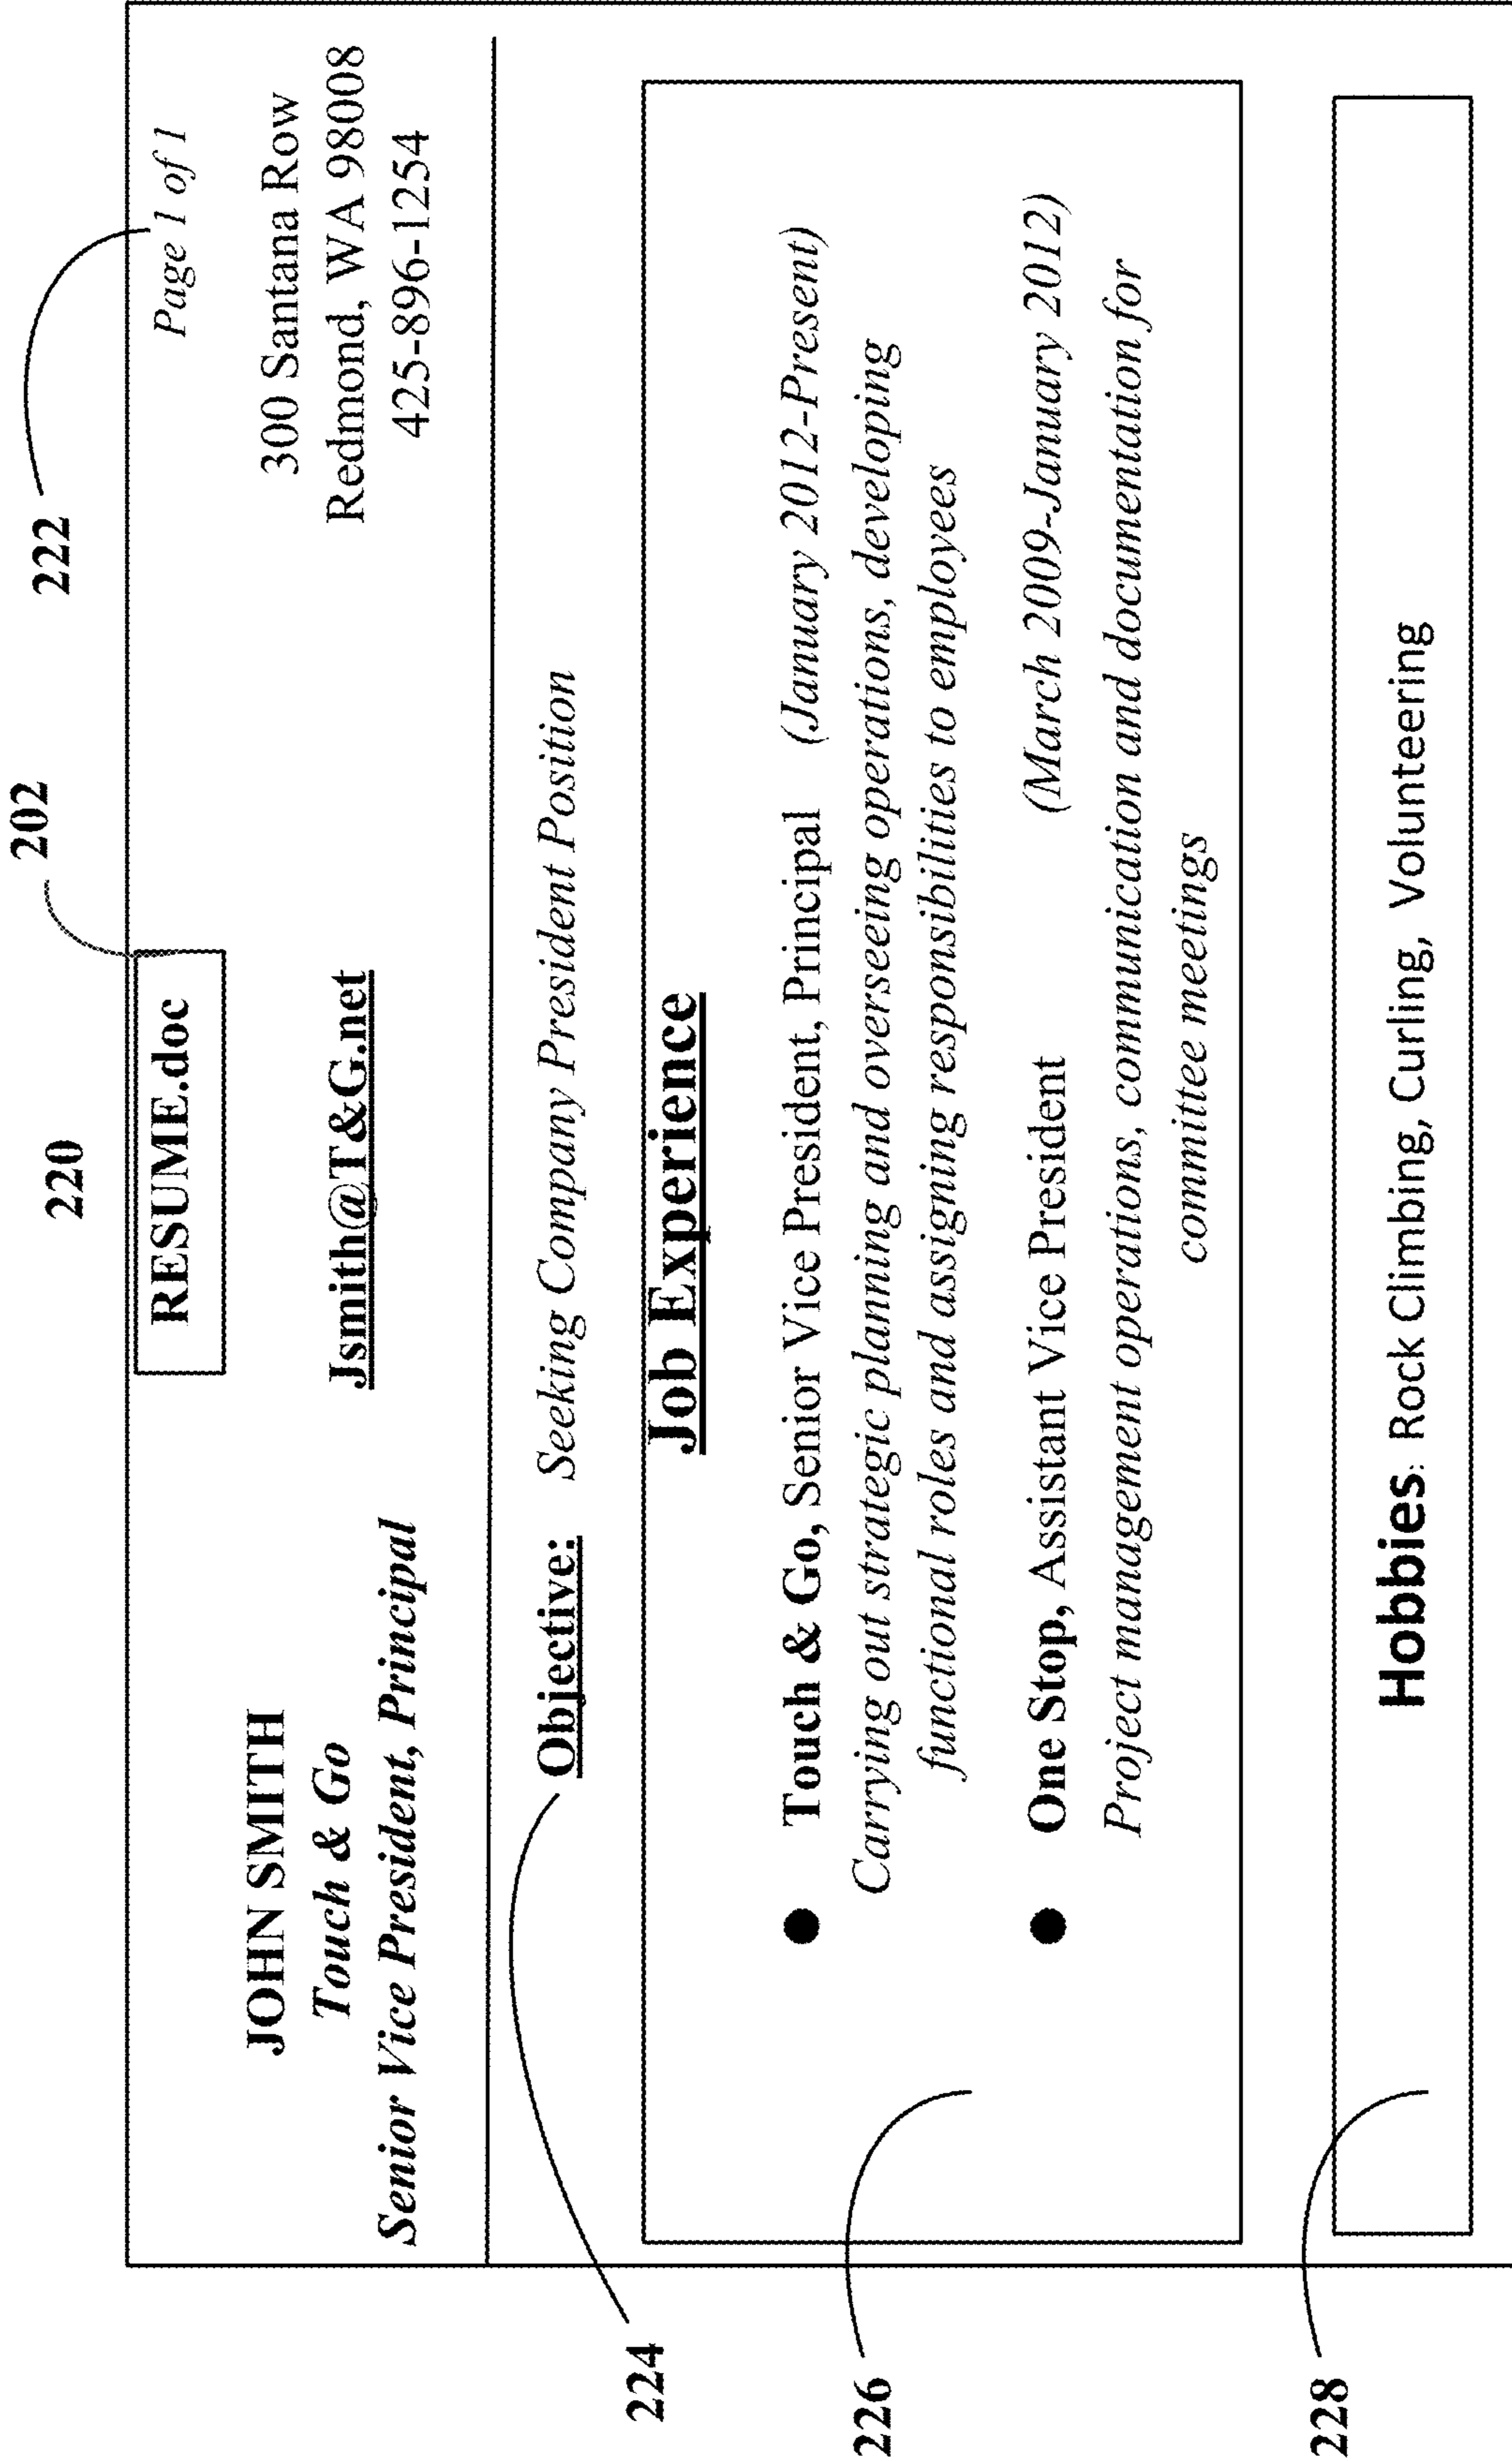 220
202
222
RESUME.doc
Page 1 of 1
JOHN SMITH
Touch & Go
Senior Vice President, Principal
Jsmith@T&G.net
300 Santana Row
Redmond, WA 98008
425-896-1254
224
Objective: Seeking Company President Position
Job Experience
226
● Touch & Go, Senior Vice President, Principal (January 2012-Present)
Carrying out strategic planning and overseeing operations, developing
functional roles and assigning responsibilities to employees
● One Stop, Assistant Vice President (March 2009-January 2012)
Project management operations, communication and documentation for
committee meetings
228
Hobbies: Rock Climbing, Curling, Volunteering